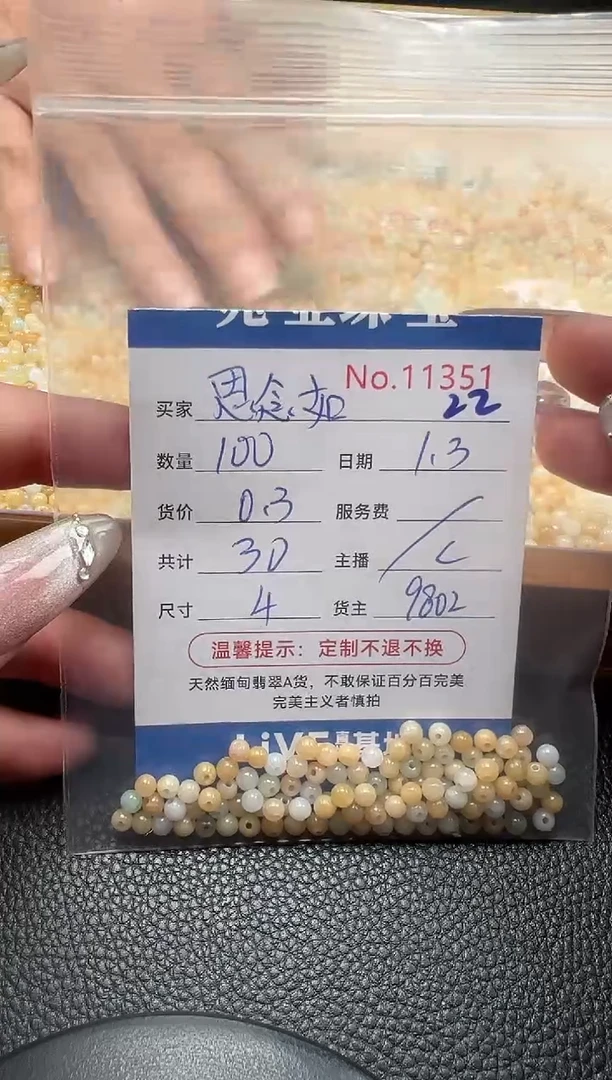 No.11351
买家 思念如 22
数量 100 日期 1.3
货价 0.3 服务费 /
共计 30 主播 L
尺寸 4 货主 9802
温馨提示：定制不退不换
天然缅甸翡翠A货，不敢保证百分百完美
完美主义者慎拍
LiVE 基地